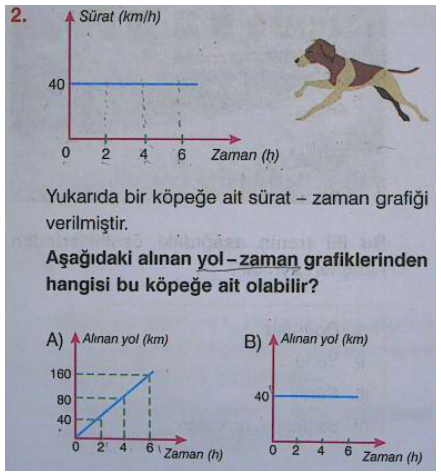 2.
Sürat (km/h)
40
0 2 4 6 Zaman (h)
Yukarıda bir köpeğe ait sürat – zaman grafiği
verilmiştir.
Aşağıdaki alınan yol – zaman grafiklerinden
hangisi bu köpeğe ait olabilir?
A) Alınan yol (km)
160
80
40
0 2 4 6 Zaman (h)
B) Alınan yol (km)
40
0 2 4 6 Zaman (h)